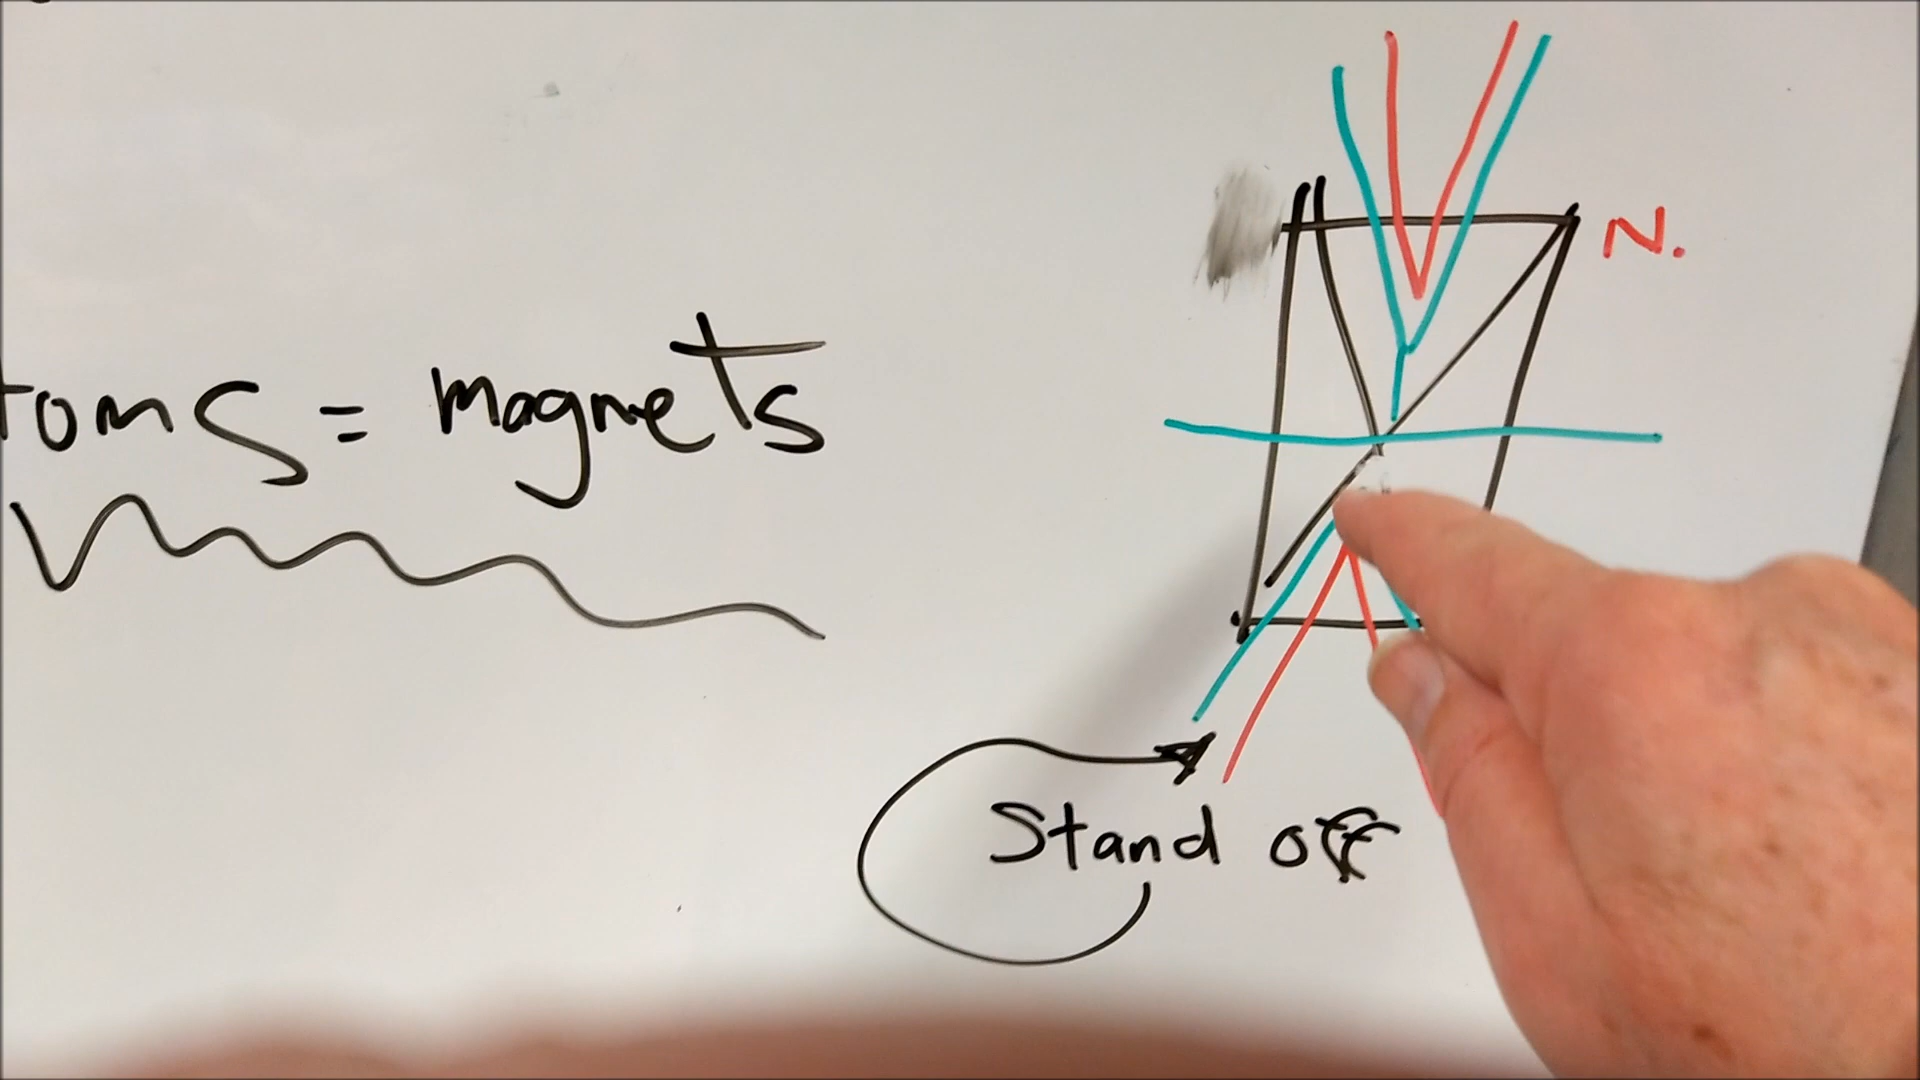 toms = magnets
N.
Stand off